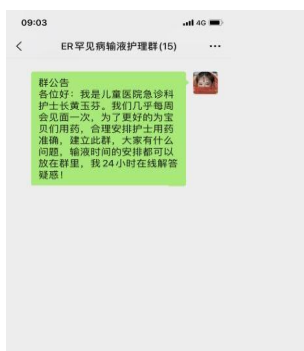 09:03
4G
ER罕见病输液护理群(15)
群公告
各位好：我是儿童医院急诊科
护士长黄玉芬。我们几乎每周
会见面一次，为了更好的为宝
贝们用药，合理安排护士用药
准确，建立此群，大家有什么
问题，输液时间的安排都可以
放在群里，我24小时在线解答
疑惑！